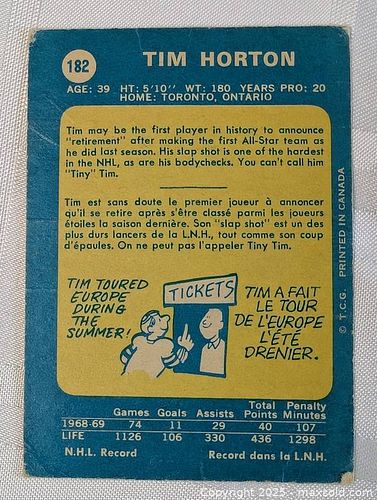 182
TIM HORTON
AGE: 39 HT: 5'10" WT: 180 YEARS PRO: 20
HOME: TORONTO, ONTARIO
Tim may be the first player in history to announce
"retirement" after making the first All-Star team as
he did last season. His slap shot is one of the hardest
in the NHL, as are his bodychecks. You can't call him
"Tiny" Tim.
Tim est sans doute le premier joueur à annoncer
qu'il se retire après s'être classé parmi les joueurs
étoiles la saison dernière. Son "slap shot" est un des
plus durs lancers de la L.N.H., tout comme son coup
d'épaules. On ne peut pas l'appeler Tiny Tim.
TIM TOURED
EUROPE
DURING
THE
SUMMER!
TICKETS
TIM A FAIT
LE TOUR
DE L'EUROPE
L'ÉTÉ
DRENIER.
© T.C.G. PRINTED IN CANADA
Games Goals Assists Total Points Penalty Minutes
1968-69 74 11 29 40 107
LIFE 1126 106 330 436 1298
N.H.L. Record Record dans la L.N.H.